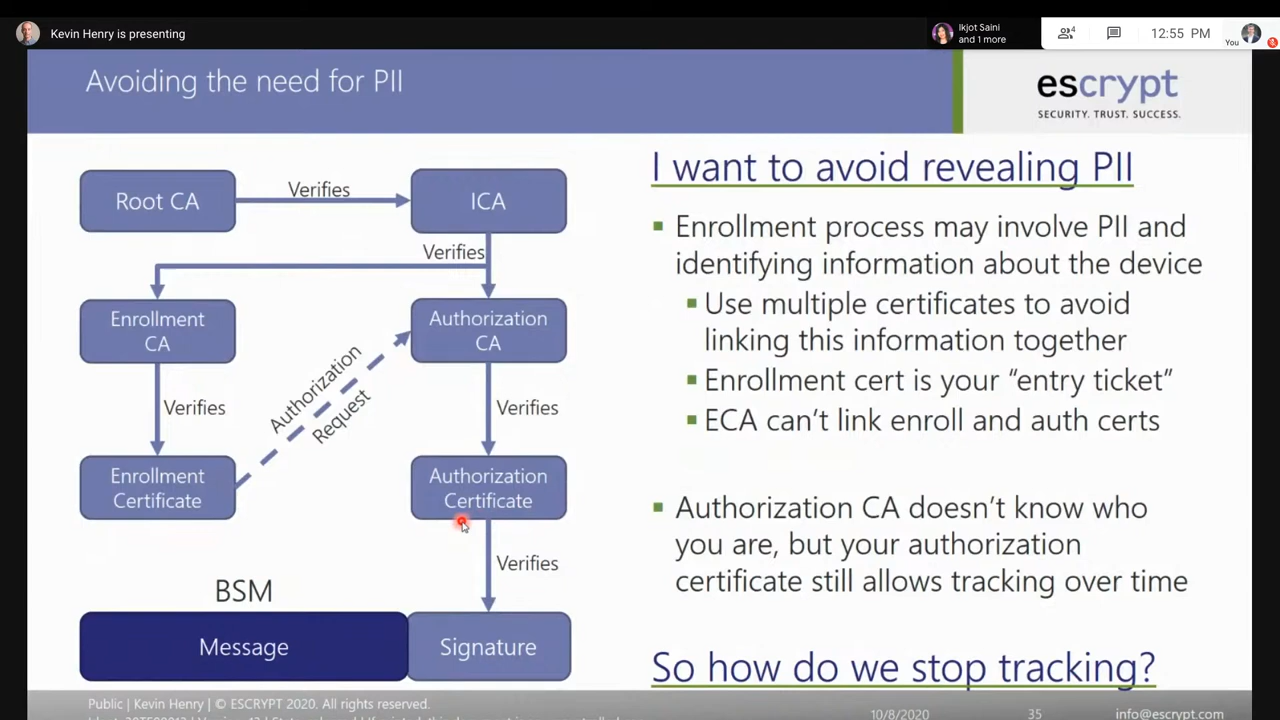 Kevin Henry is presenting
Ikjot Saini
and 1 more
4
12:55 PM
You
Avoiding the need for PII
escrypt
SECURITY. TRUST. SUCCESS.
Root CA
Verifies
ICA
Verifies
Enrollment
CA
Authorization
CA
Authorization
Request
Verifies
Verifies
Enrollment
Certificate
Authorization
Certificate
Verifies
BSM
Message
Signature
I want to avoid revealing PII
Enrollment process may involve PII and
identifying information about the device
Use multiple certificates to avoid
linking this information together
Enrollment cert is your “entry ticket”
ECA can’t link enroll and auth certs
Authorization CA doesn’t know who
you are, but your authorization
certificate still allows tracking over time
So how do we stop tracking?
Public | Kevin Henry | © ESCRYPT 2020. All rights reserved.
10/8/2020
35
info@escrypt.com